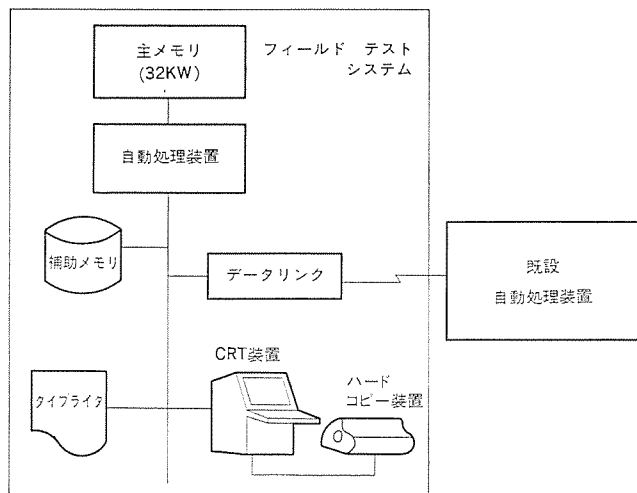 主メモリ
(32KW)
フィールド テスト
システム
自動処理装置
補助メモリ
データリンク
既設
自動処理装置
CRT装置
タイプライタ
ハード
コピー装置